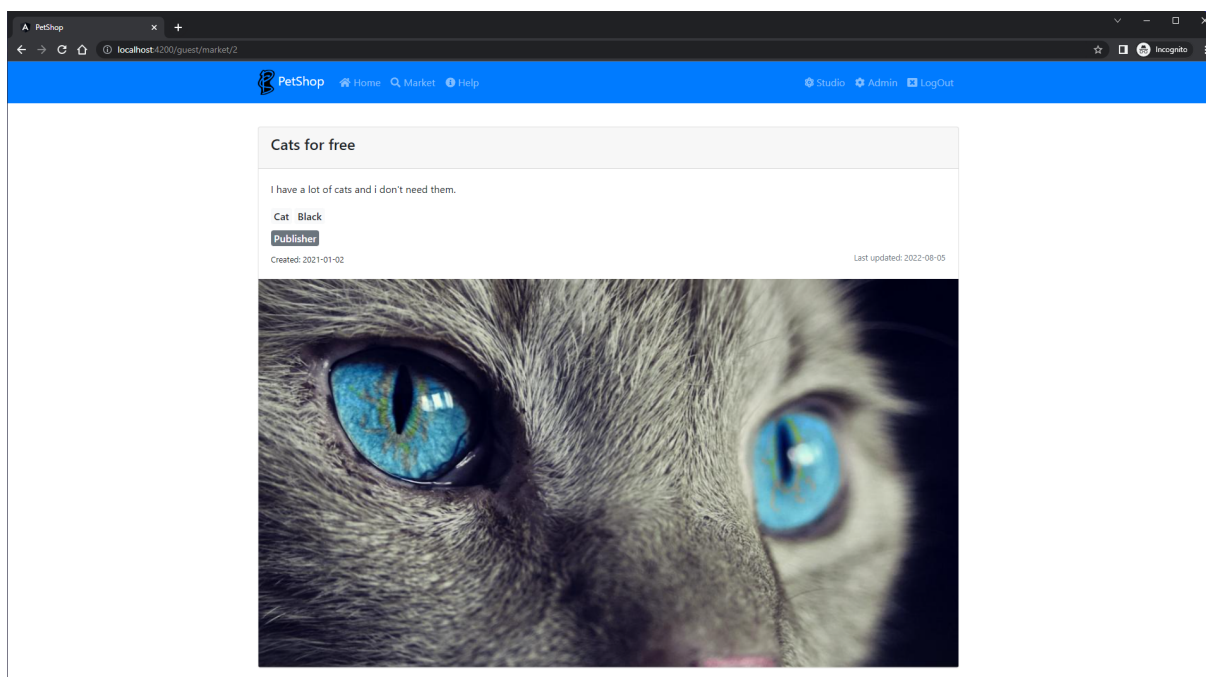 PetShop
localhost:4200/guest/market/2
Incognito
PetShop Home Market Help Studio Admin LogOut
Cats for free
I have a lot of cats and i don't need them.
Cat Black
Publisher
Created: 2021-01-02 Last updated: 2022-08-05